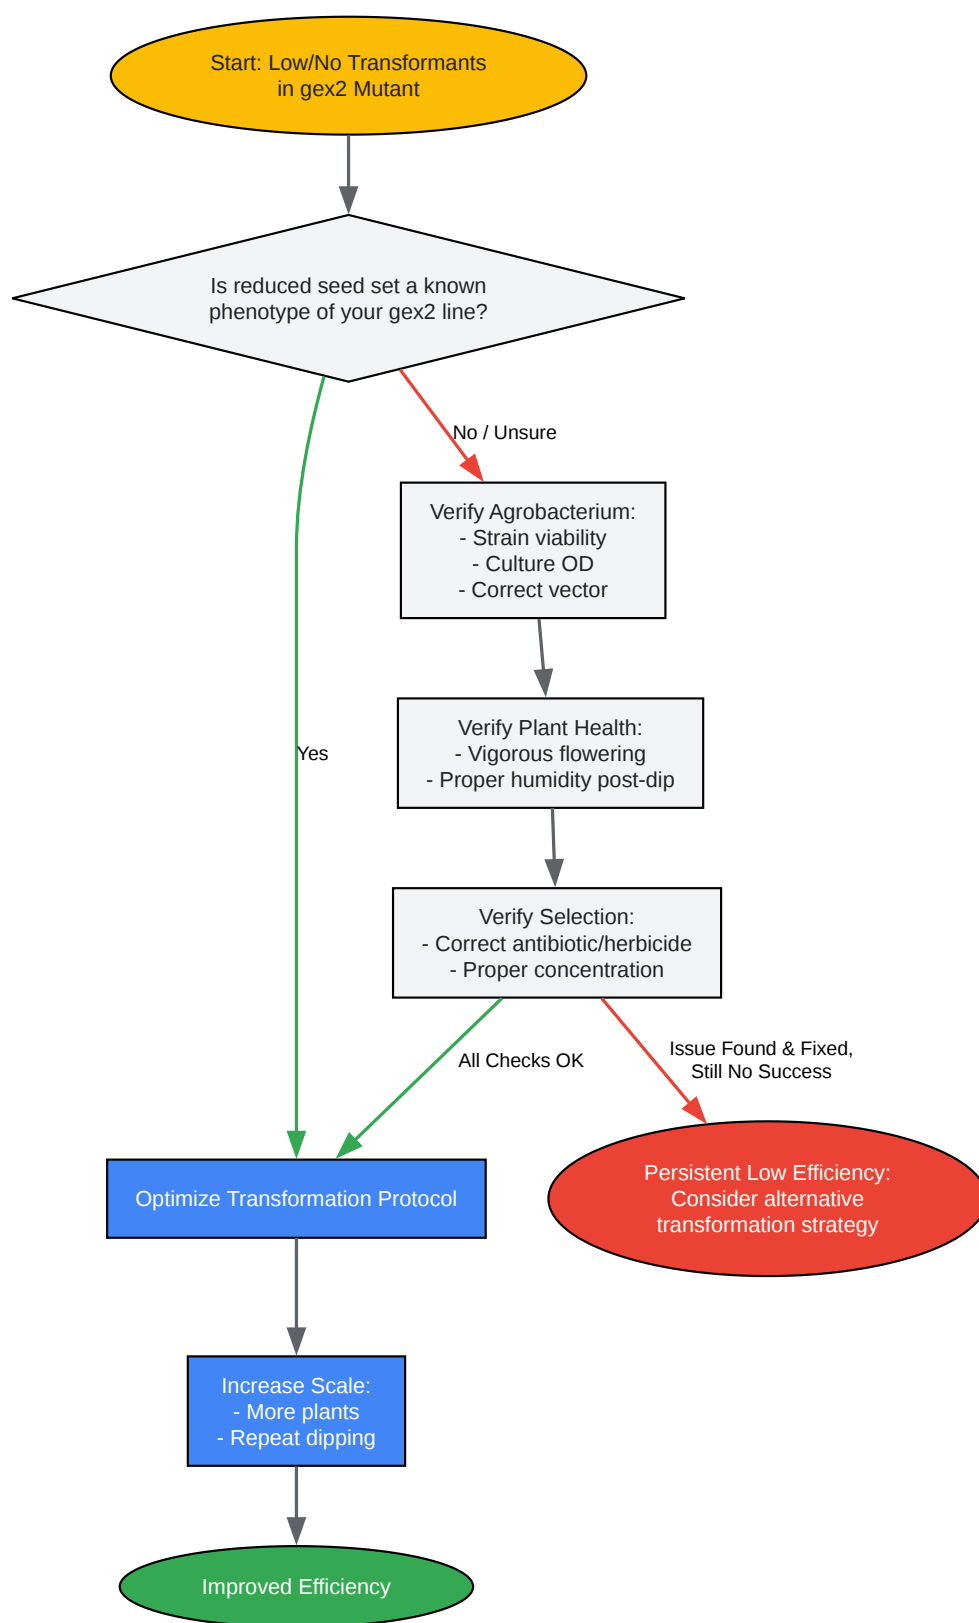 Start: Low/No Transformants
in gex2 Mutant
Is reduced seed set a known
phenotype of your gex2 line?
No / Unsure
Verify Agrobacterium:
- Strain viability
- Culture OD
- Correct vector
Verify Plant Health:
- Vigorous flowering
- Proper humidity post-dip
Yes
Verify Selection:
- Correct antibiotic/herbicide
- Proper concentration
All Checks OK
Issue Found & Fixed,
Still No Success
Optimize Transformation Protocol
Persistent Low Efficiency:
Consider alternative
transformation strategy
Increase Scale:
- More plants
- Repeat dipping
Improved Efficiency